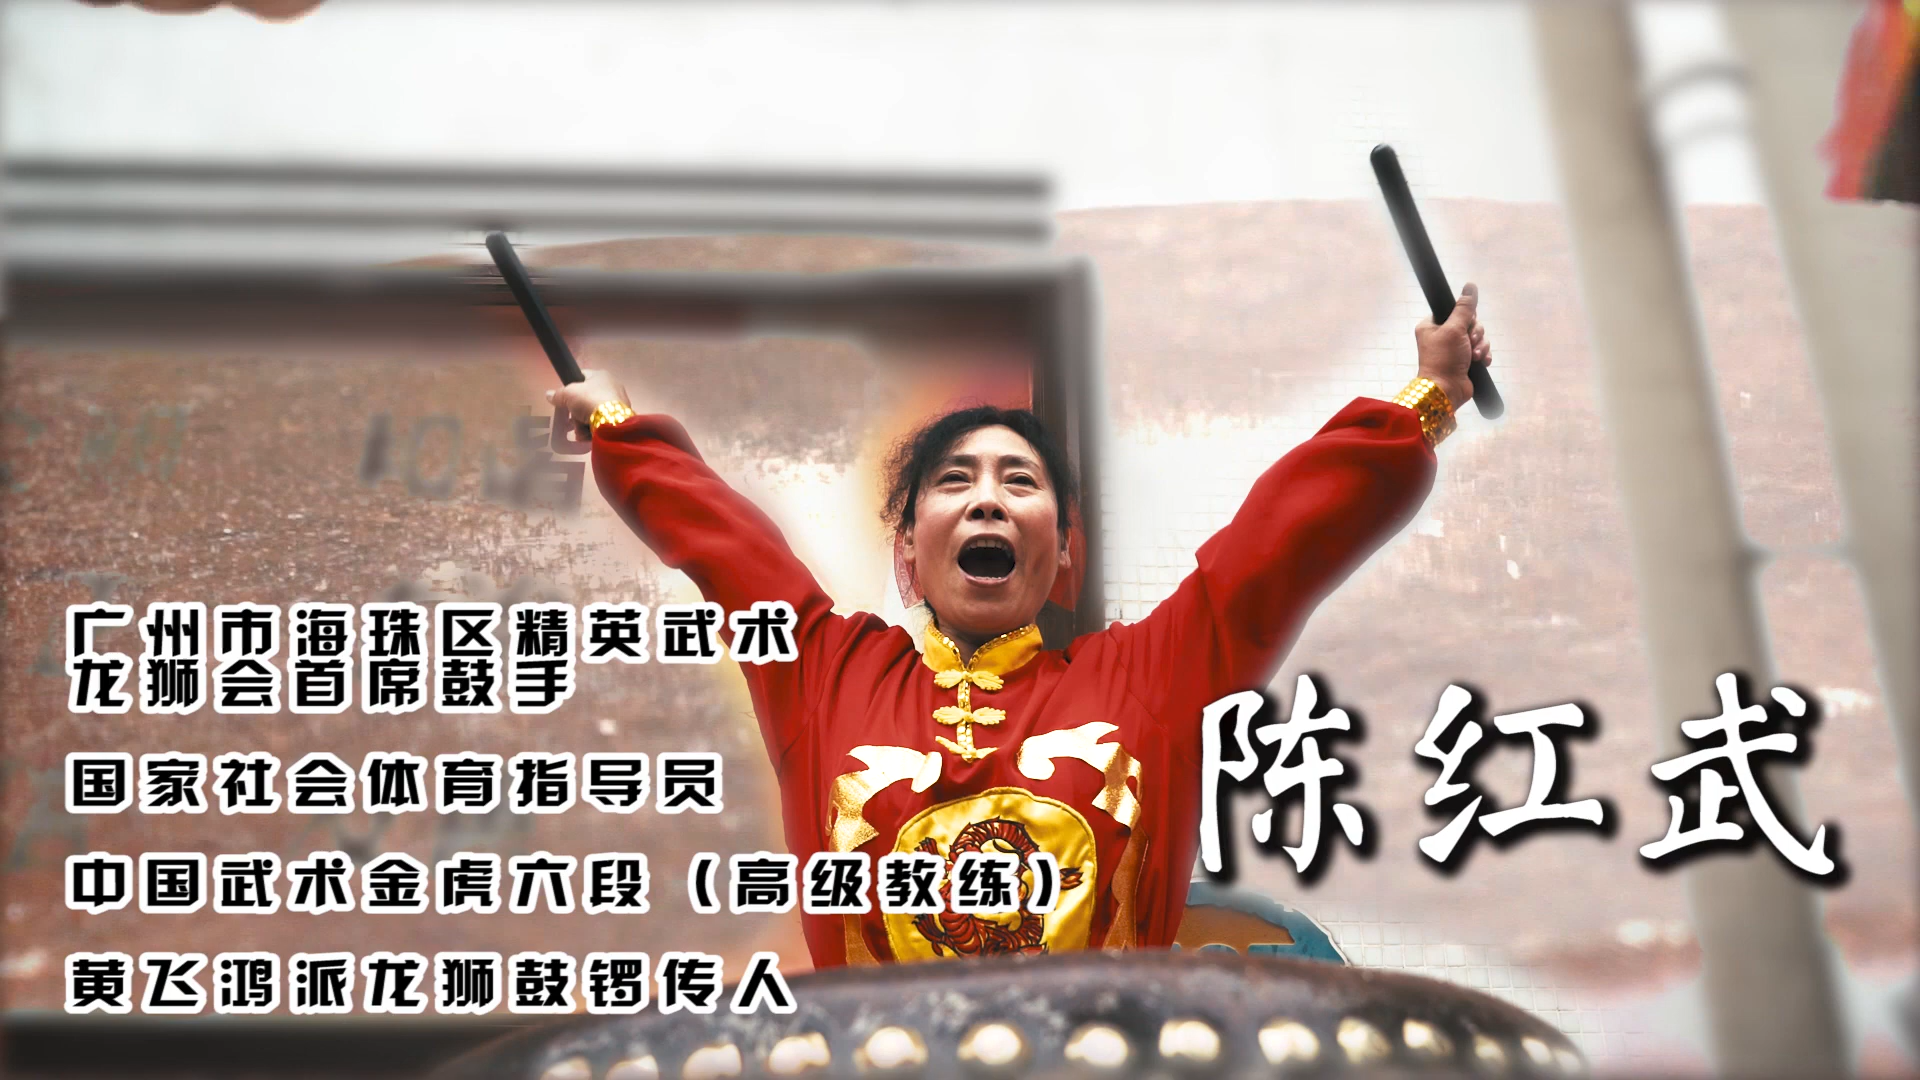 广州市海珠区精英武术
龙狮会首席鼓手
国家社会体育指导员
中国武术金虎六段（高级教练）
黄飞鸿派龙狮鼓锣传人
陈红武